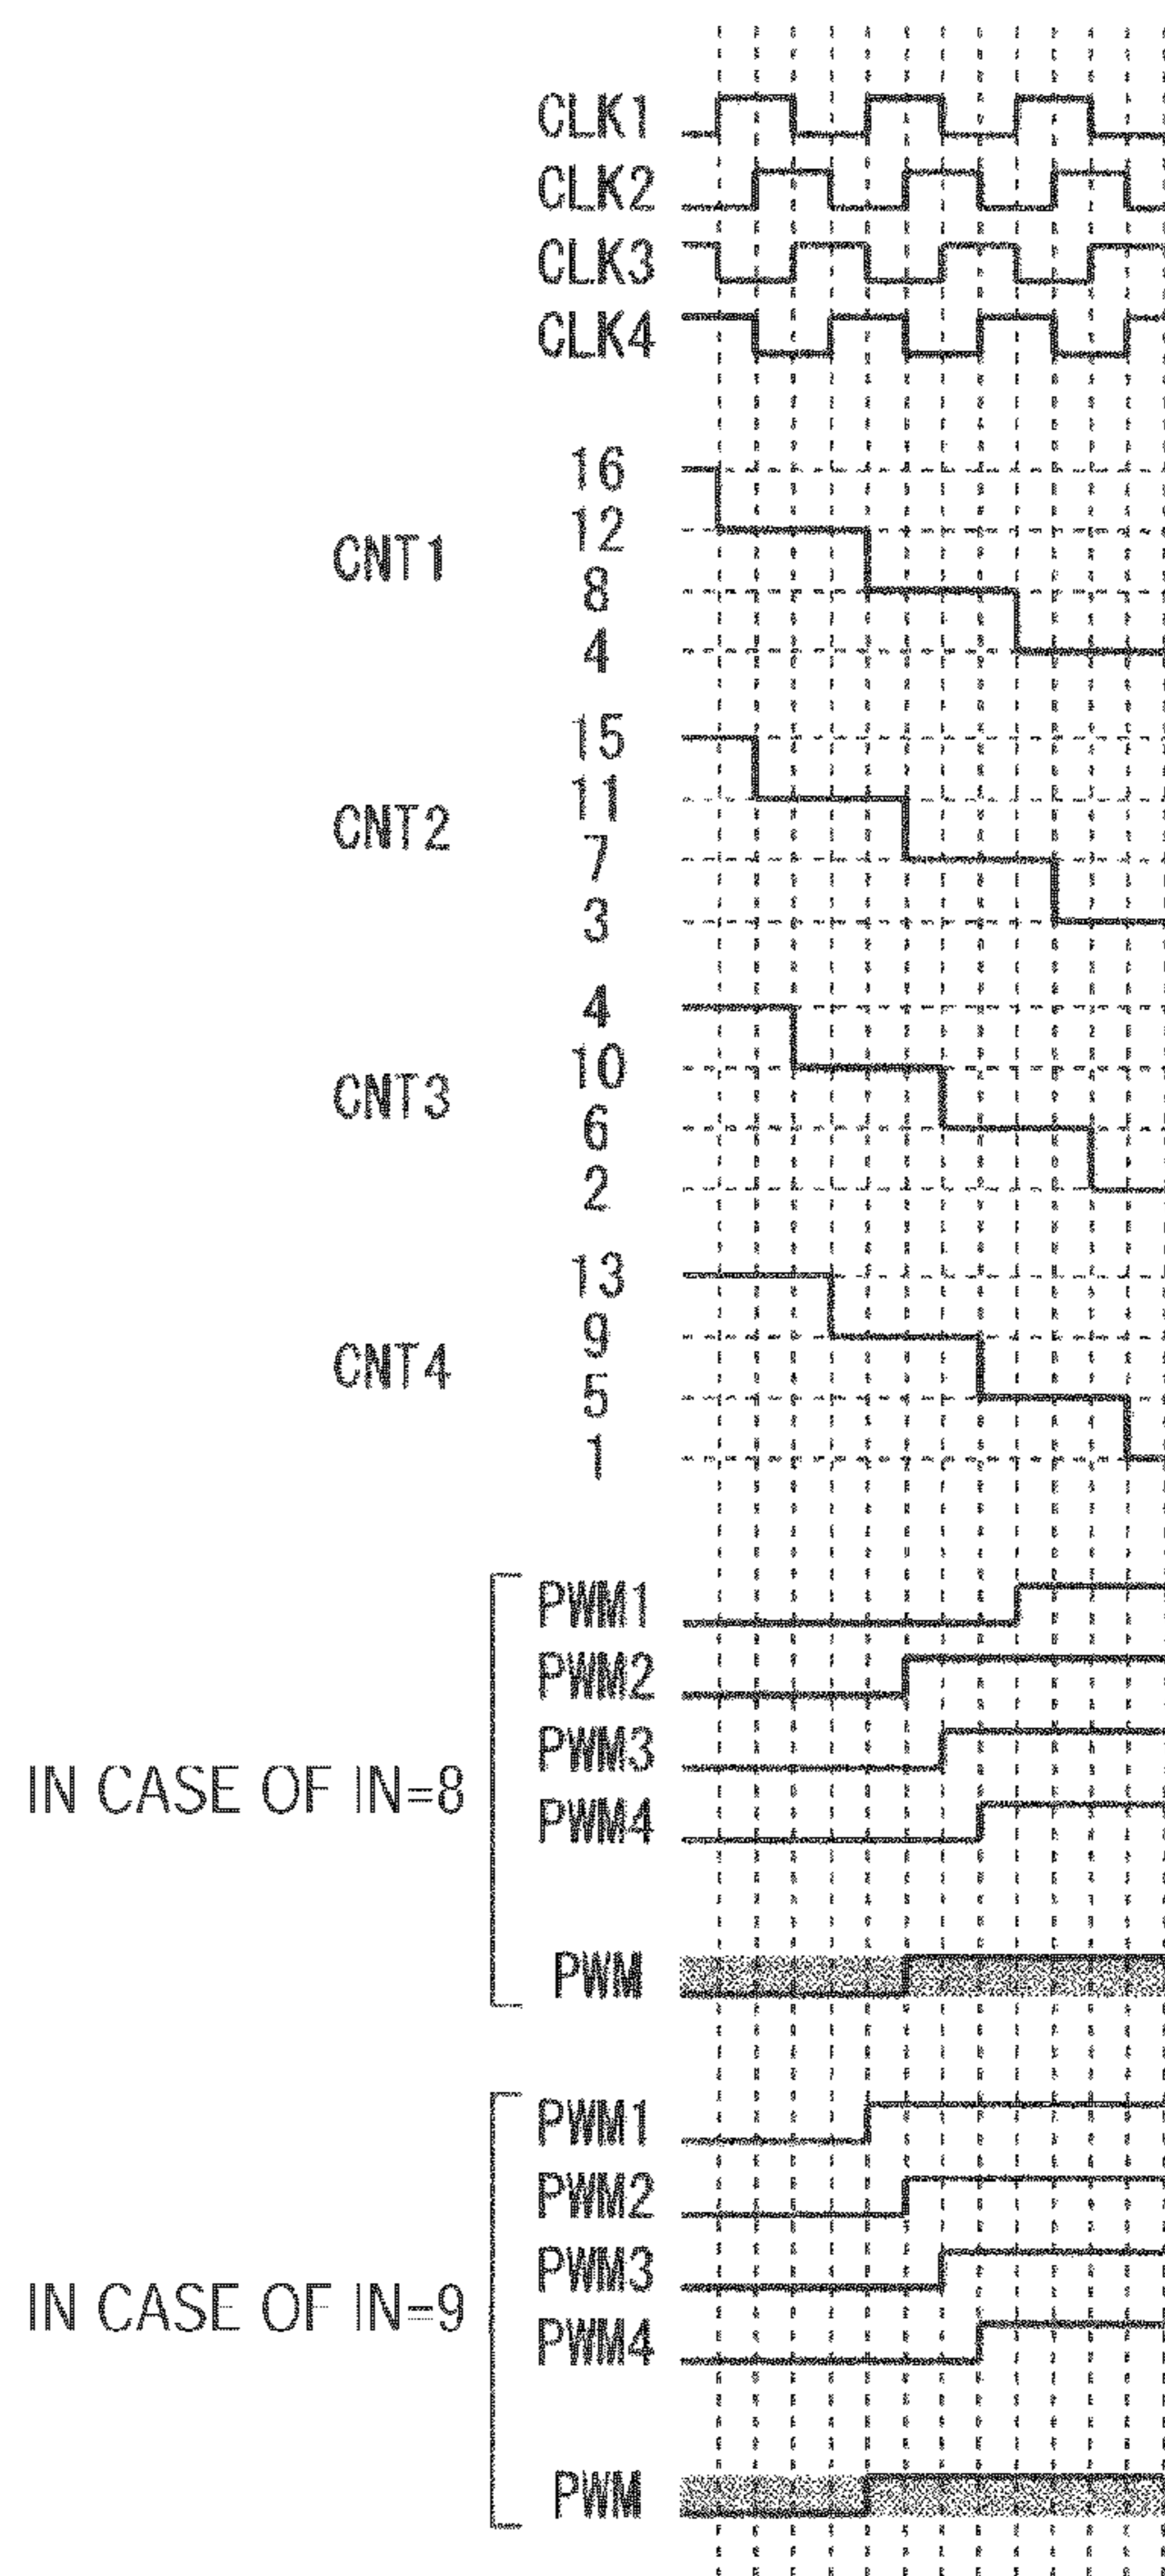 CLK1
CLK2
CLK3
CLK4
CNT1
16
12
8
4
CNT2
15
11
7
3
CNT3
4
10
6
2
CNT4
13
9
5
1
IN CASE OF IN=8
PWM1
PWM2
PWM3
PWM4
PWM
IN CASE OF IN=9
PWM1
PWM2
PWM3
PWM4
PWM